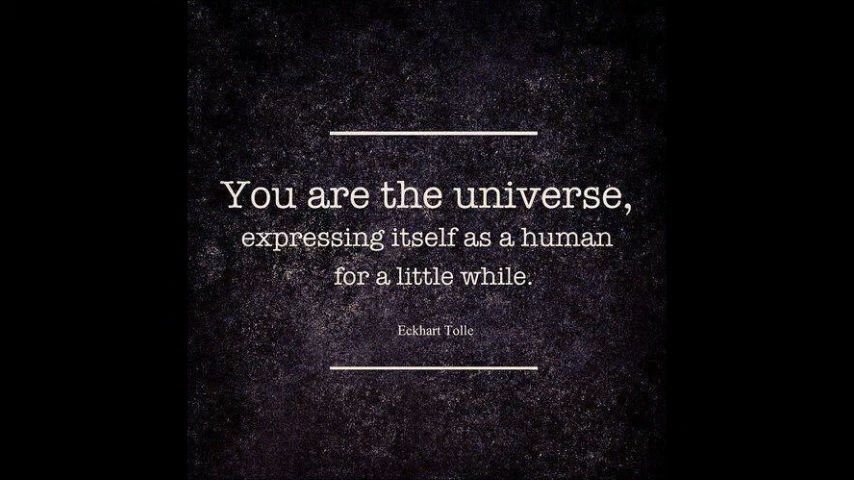 You are the universe,
expressing itself as a human
for a little while.
Eckhart Tolle